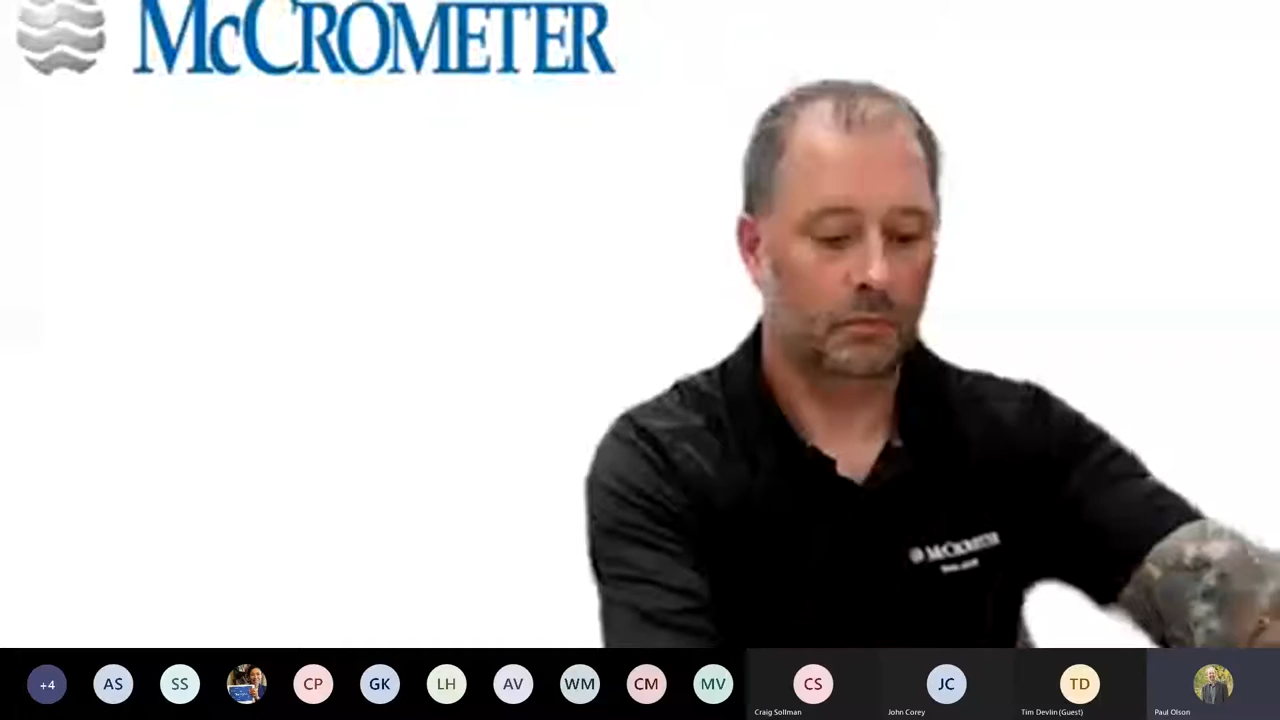 McCROMETER
McCROMETER
+4
AS
SS
CP
GK
LH
AV
WM
CM
MV
CS
JC
TD
Craig Sollman
John Corey
Tim Devlin (Guest)
Paul Olson